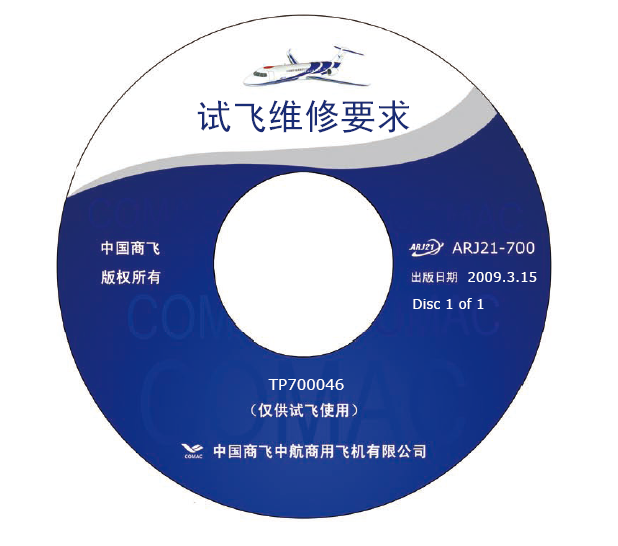 试飞维修要求
中国商飞
版权所有
ARJ21 ARJ21-700
出版日期 2009.3.15
Disc 1 of 1
COMAC
COMAC
TP700046
（仅供试飞使用）
COMAC 中国商飞中航商用飞机有限公司